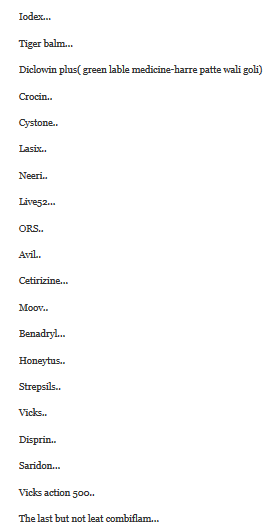 Iodex...
Tiger balm...
Diclowin plus( green lable medicine-harre patte wali goli)
Crocin..
Cystone..
Lasix..
Neeri..
Live52...
ORS..
Avil..
Cetirizine...
Moov..
Benadryl...
Honeytus..
Strepsils..
Vicks..
Disprin..
Saridon...
Vicks action 500..
The last but not leat combiflam...